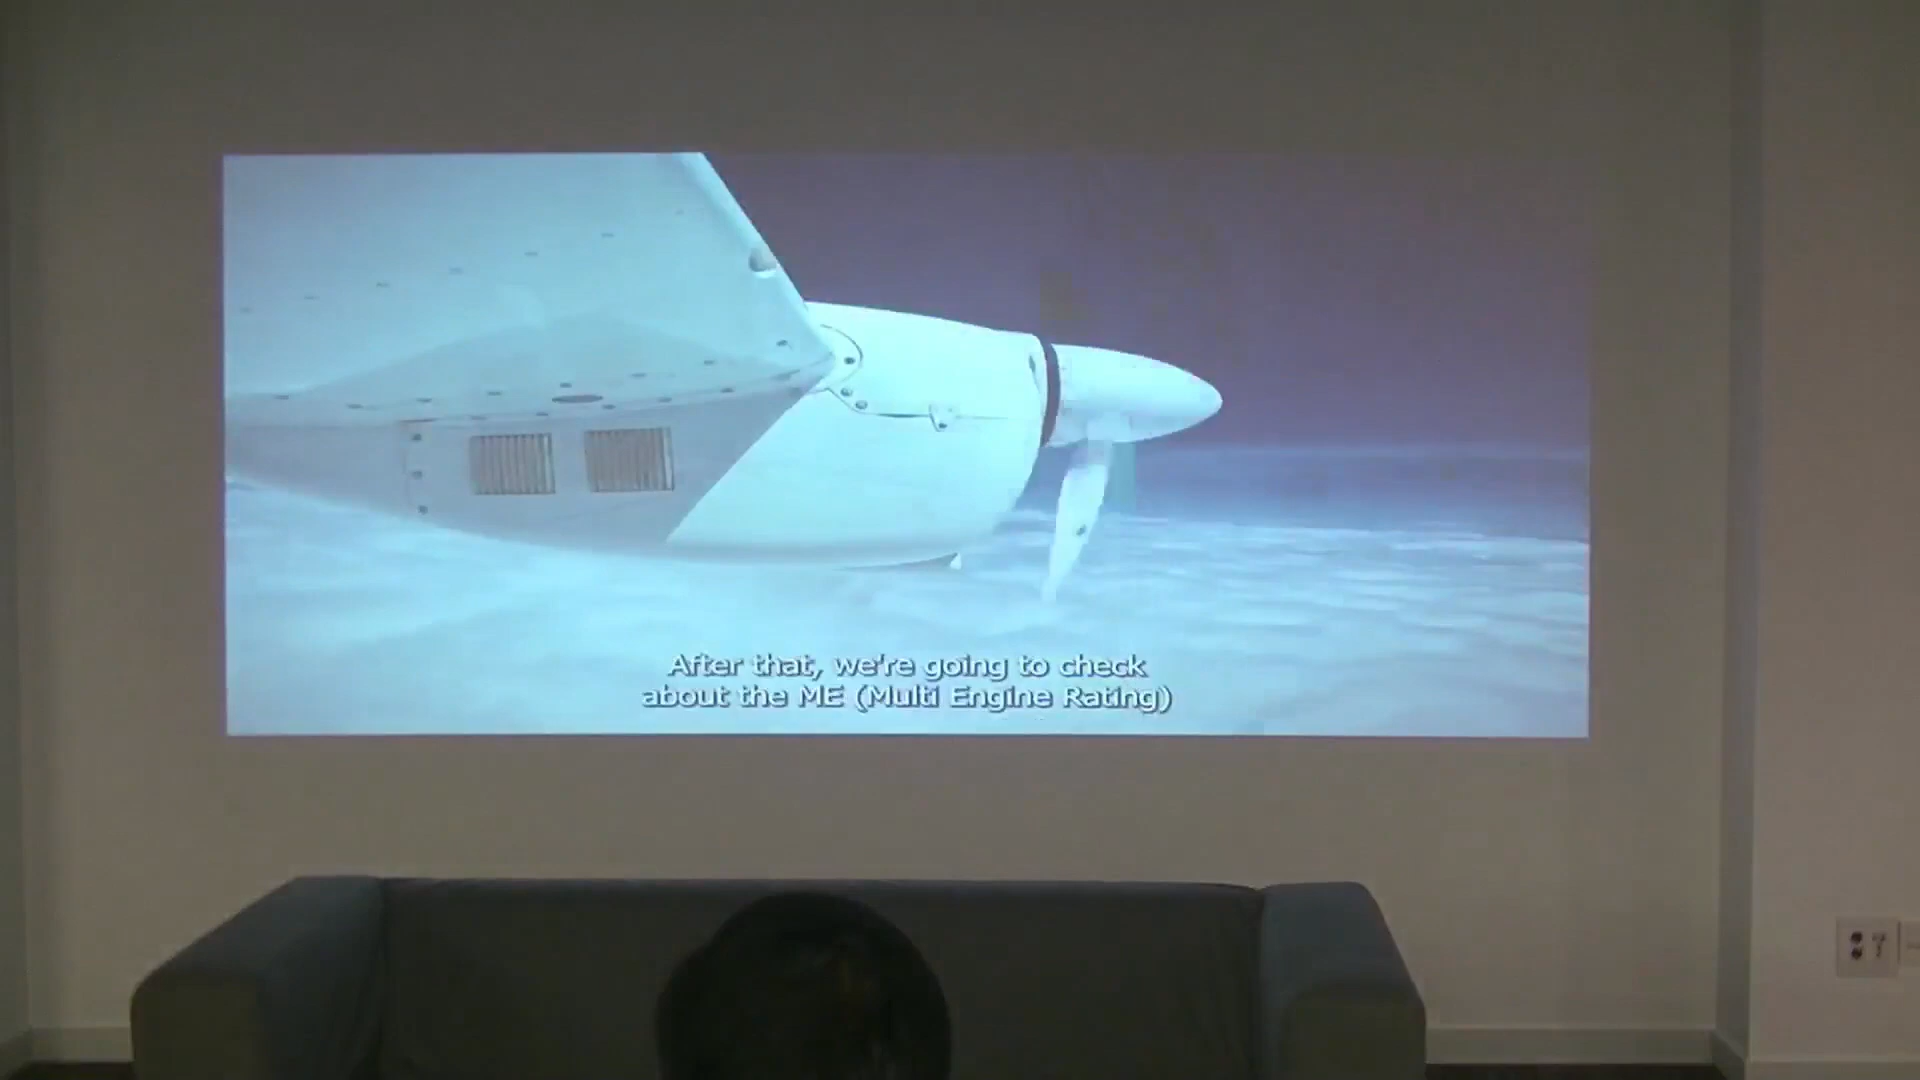 After that, we're going to check
about the ME (Multi Engine Rating)